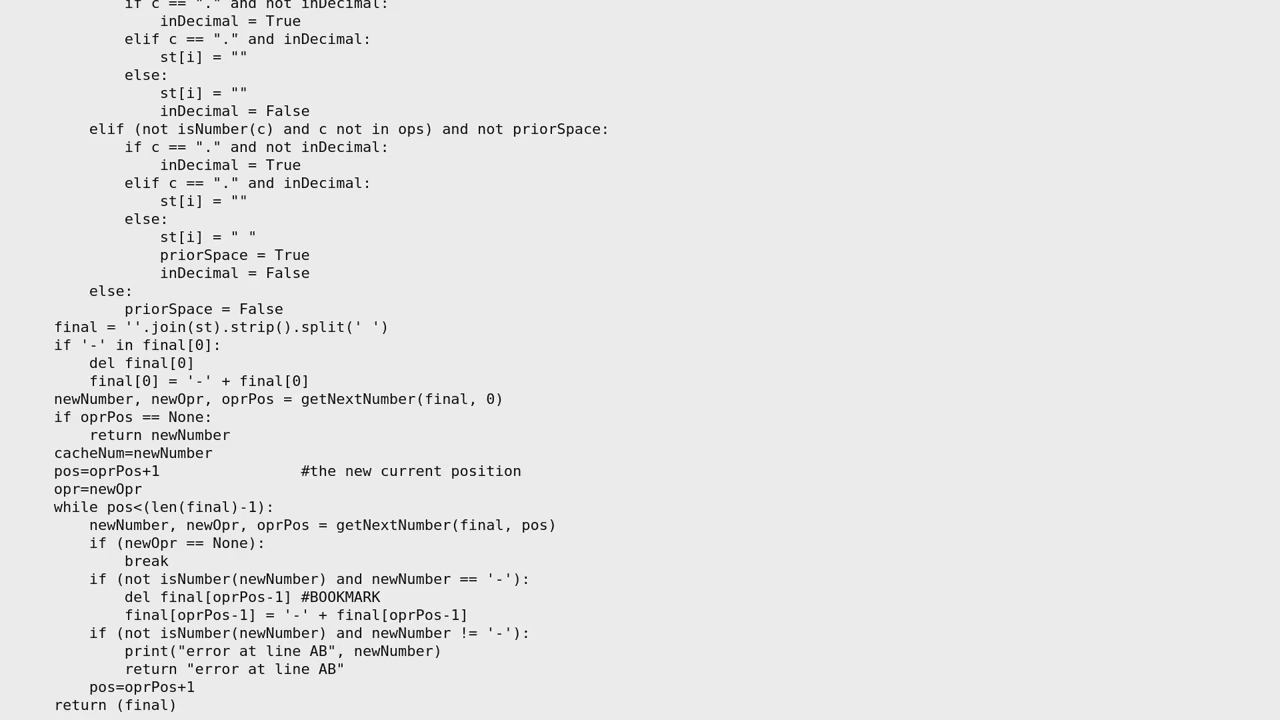 if c == "." and not inDecimal:
                inDecimal = True
            elif c == "." and inDecimal:
                st[i] = ""
            else:
                st[i] = ""
                inDecimal = False
        elif (not isNumber(c) and c not in ops) and not priorSpace:
            if c == "." and not inDecimal:
                inDecimal = True
            elif c == "." and inDecimal:
                st[i] = ""
            else:
                st[i] = " "
                priorSpace = True
                inDecimal = False
        else:
            priorSpace = False
    final = ''.join(st).strip().split(' ')
    if '-' in final[0]:
        del final[0]
        final[0] = '-' + final[0]
    newNumber, newOpr, oprPos = getNextNumber(final, 0)
    if oprPos == None:
        return newNumber
    cacheNum=newNumber
    pos=oprPos+1                #the new current position
    opr=newOpr
    while pos<(len(final)-1):
        newNumber, newOpr, oprPos = getNextNumber(final, pos)
        if (newOpr == None):
            break
        if (not isNumber(newNumber) and newNumber == '-'):
            del final[oprPos-1] #BOOKMARK
            final[oprPos-1] = '-' + final[oprPos-1]
        if (not isNumber(newNumber) and newNumber != '-'):
            print("error at line AB", newNumber)
            return "error at line AB"
        pos=oprPos+1
    return (final)